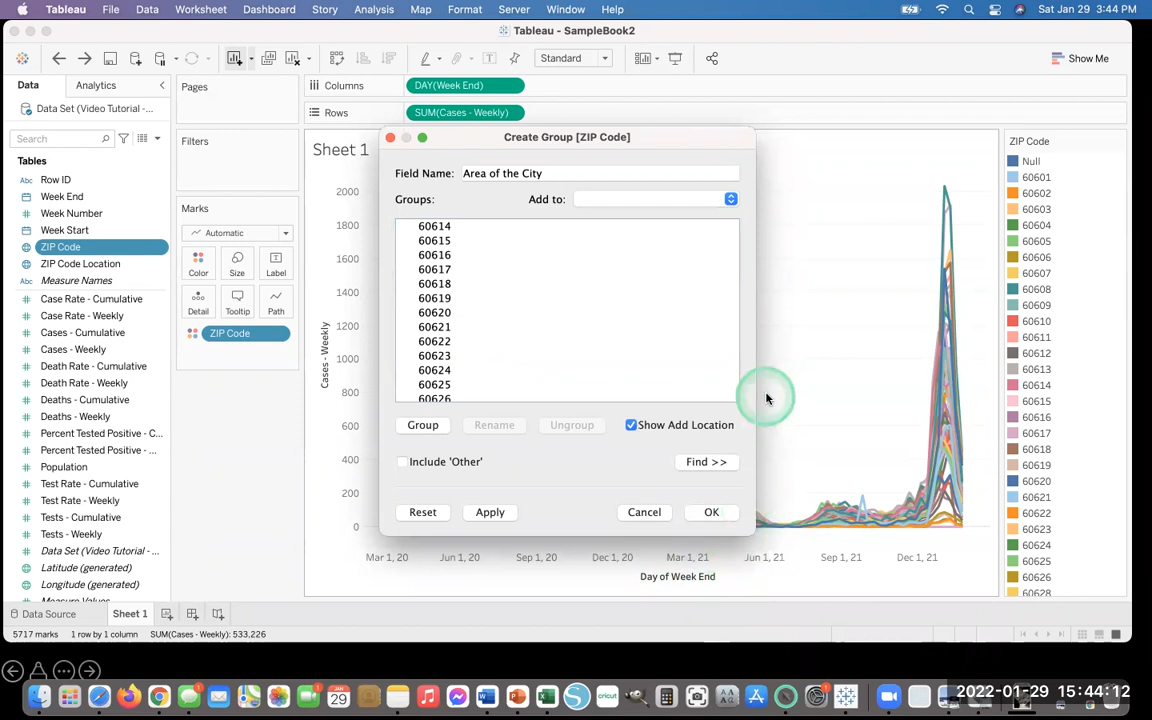 Tableau File Data Worksheet Dashboard Story Analysis Map Format Server Window Help Sat Jan 29 3:44 PM
Tableau - SampleBook2
Standard Show Me
Data Analytics
Data Set (Video Tutorial -...
Search
Tables
Abc Row ID
Week End
Week Number
Week Start
ZIP Code
ZIP Code Location
Abc Measure Names
Case Rate - Cumulative
Case Rate - Weekly
Cases - Cumulative
Cases - Weekly
Death Rate - Cumulative
Death Rate - Weekly
Deaths - Cumulative
Deaths - Weekly
Percent Tested Positive - C...
Percent Tested Positive - ...
Population
Test Rate - Cumulative
Test Rate - Weekly
Tests - Cumulative
Tests - Weekly
Data Set (Video Tutorial - ...
Latitude (generated)
Longitude (generated)
Measure Values
Pages
Filters
Marks
Automatic
Color Size Label
Detail Tooltip Path
ZIP Code
Columns DAY(Week End)
Rows SUM(Cases - Weekly)
Sheet 1
Cases - Weekly
2000
1800
1600
1400
1200
1000
800
600
400
200
0
Mar 1, 20 Jun 1, 20 Sep 1, 20 Dec 1, 20 Mar 1, 21 Jun 1, 21 Sep 1, 21 Dec 1, 21
Day of Week End
Create Group [ZIP Code]
Field Name: Area of the City
Groups: Add to:
60614
60615
60616
60617
60618
60619
60620
60621
60622
60623
60624
60625
60626
Group Rename Ungroup Show Add Location
Include 'Other' Find >>
Reset Apply Cancel OK
ZIP Code
Null
60601
60602
60603
60604
60605
60606
60607
60608
60609
60610
60611
60612
60613
60614
60615
60616
60617
60618
60619
60620
60621
60622
60623
60624
60625
60626
60628
Data Source Sheet 1
5717 marks 1 row by 1 column SUM(Cases - Weekly): 533,226
JAN
29
cricut
2022-01-29 15:44:12